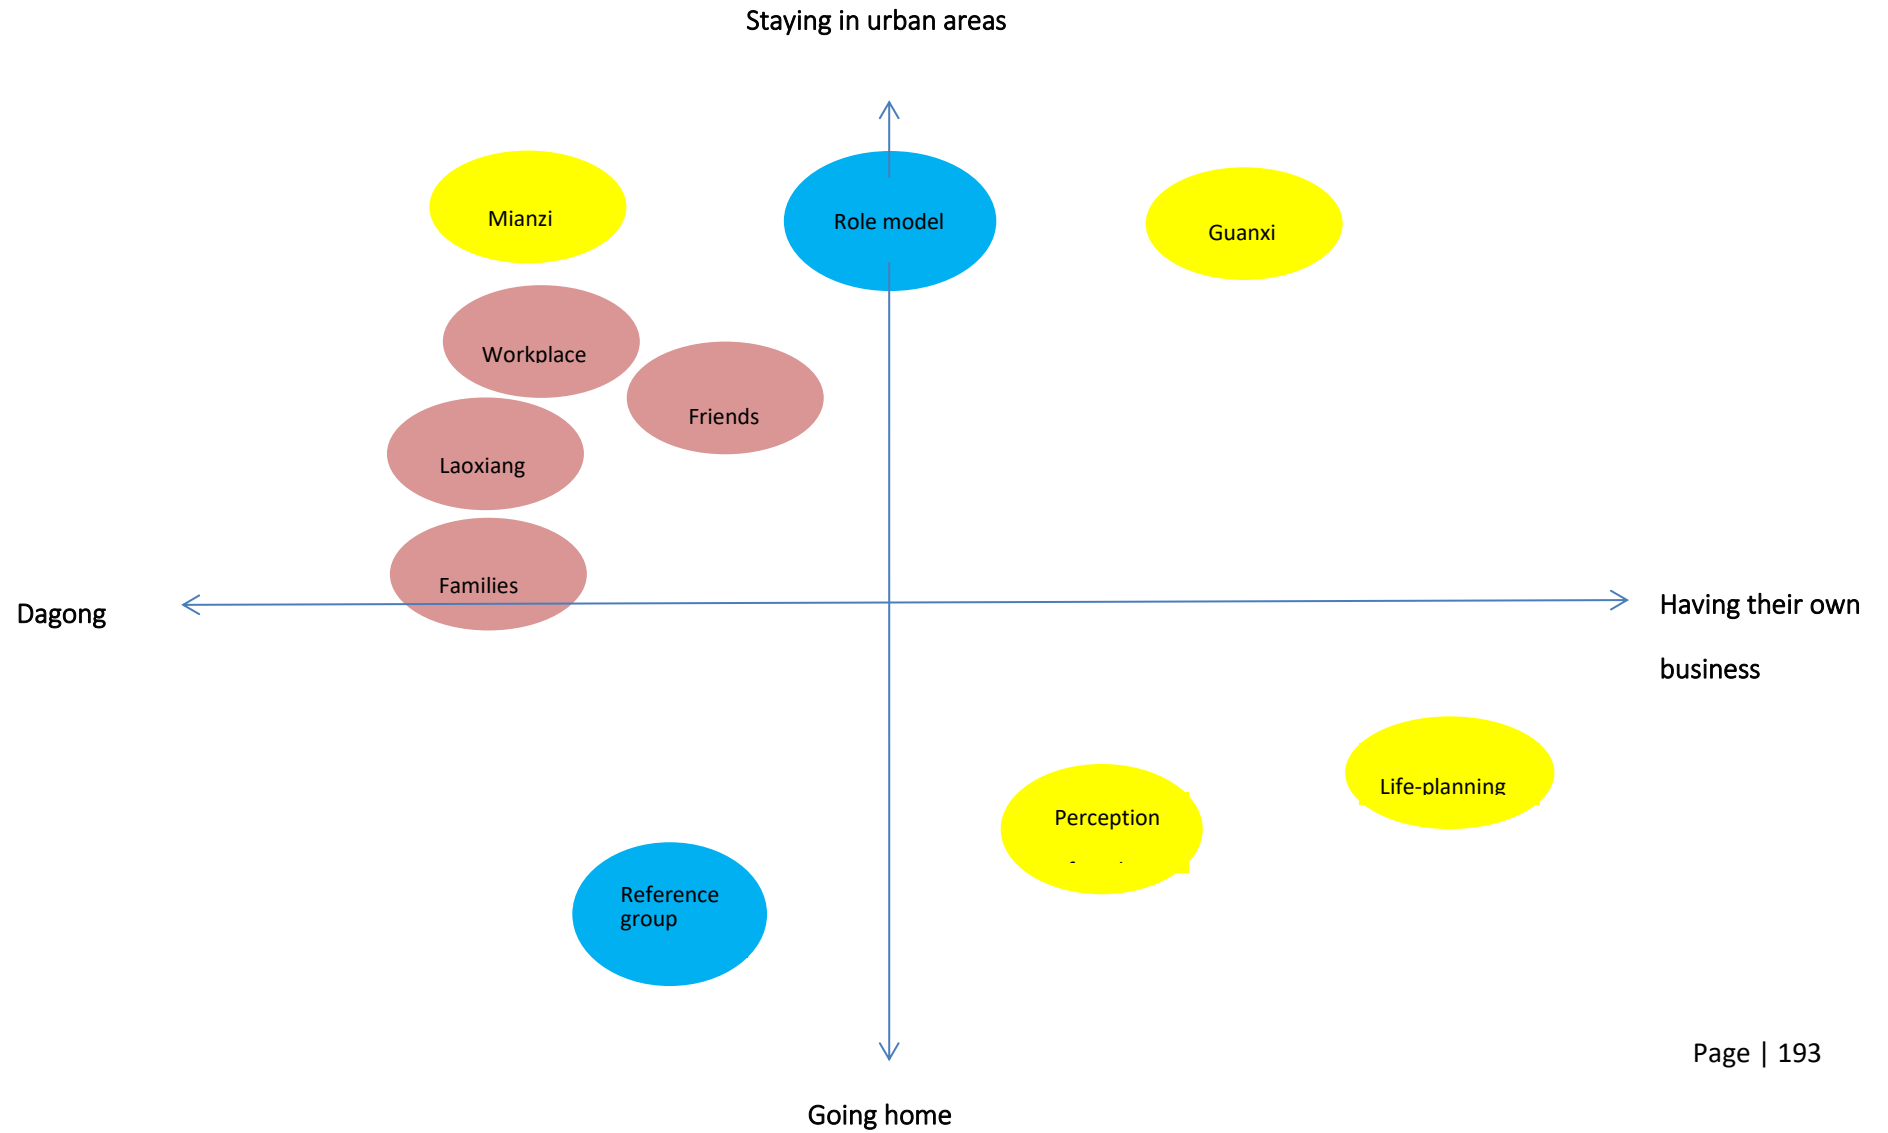 Staying in urban areas
Mianzi
Role model
Guanxi
Workplace
Friends
Laoxiang
Families
Dagong
Having their own
business
Life-planning
Perception
Reference
group
Page | 193
Going home